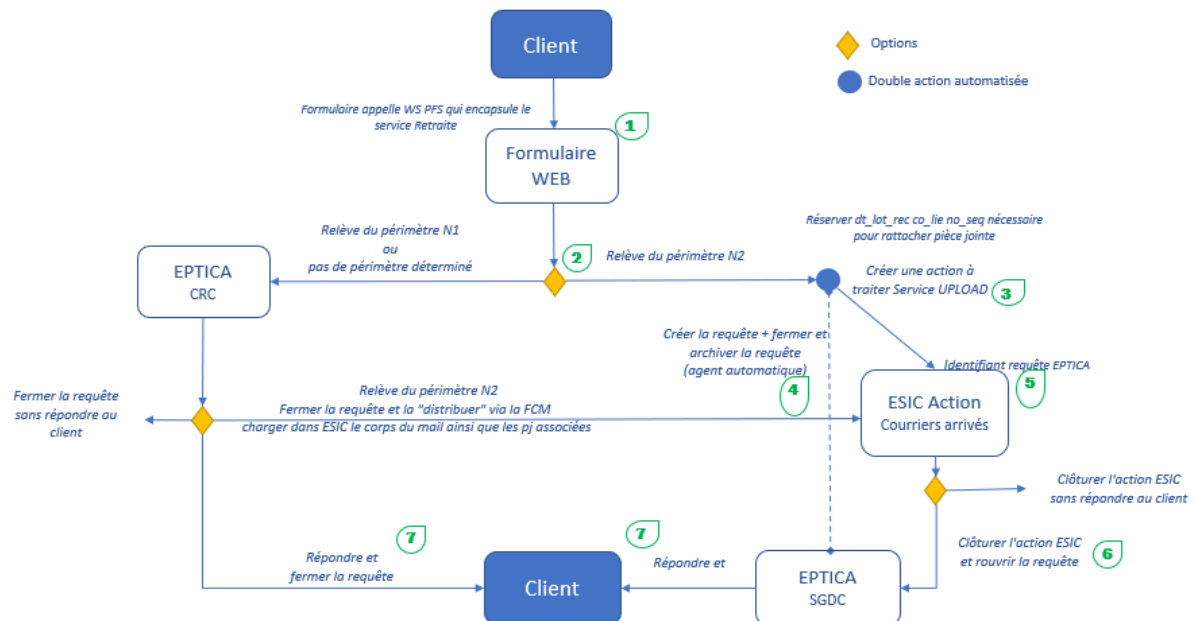 Client
Options
Double action automatisée
Formulaire appelle WS PFS qui encapsule le
service Retraite
1
Formulaire
WEB
Réserver dt_lot_rec co_lie no_seq nécessaire
pour rattacher pièce jointe
Relève du périmètre N1
ou
pas de périmètre déterminé
2
Relève du périmètre N2
EPTICA
CRC
Créer une action à
traiter Service UPLOAD
3
Créer la requête + fermer et
archiver la requête
(agent automatique)
4
Identifiant requête EPTICA
5
ESIC Action
Courriers arrivés
Fermer la requête
sans répondre au
client
Relève du périmètre N2
Fermer la requête et la "distribuer" via la FCM
charger dans ESIC le corps du mail ainsi que les pj associées
Clôturer l'action ESIC
sans répondre au client
7
Répondre et
fermer la requête
Client
7
Répondre et
EPTICA
SGDC
Clôturer l'action ESIC
et rouvrir la requête
6